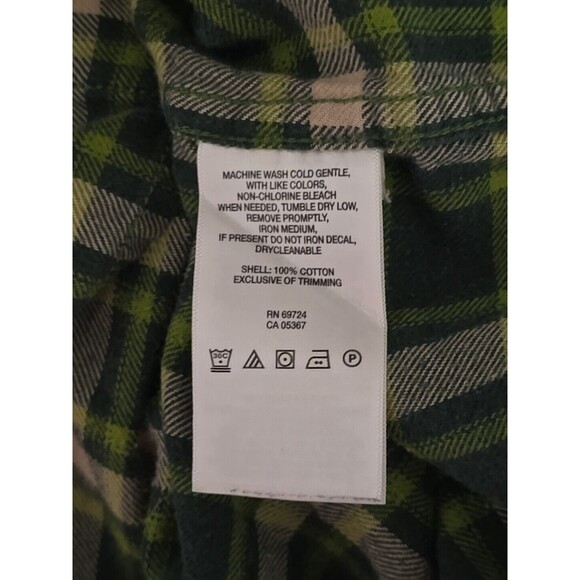 MACHINE WASH COLD GENTLE,
WITH LIKE COLORS,
NON-CHLORINE BLEACH
WHEN NEEDED, TUMBLE DRY LOW,
REMOVE PROMPTLY,
IRON MEDIUM,
IF PRESENT DO NOT IRON DECAL,
DRYCLEANABLE
SHELL: 100% COTTON
EXCLUSIVE OF TRIMMING
RN 69724
CA 05367
30C P